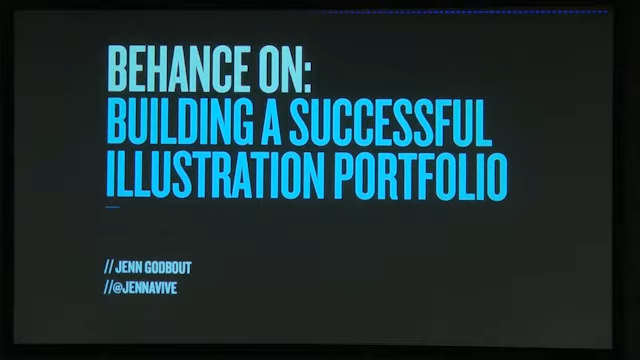 BEHANCE ON:
BUILDING A SUCCESSFUL
ILLUSTRATION PORTFOLIO
// JENN GODBOUT
//@JENNAVIVE